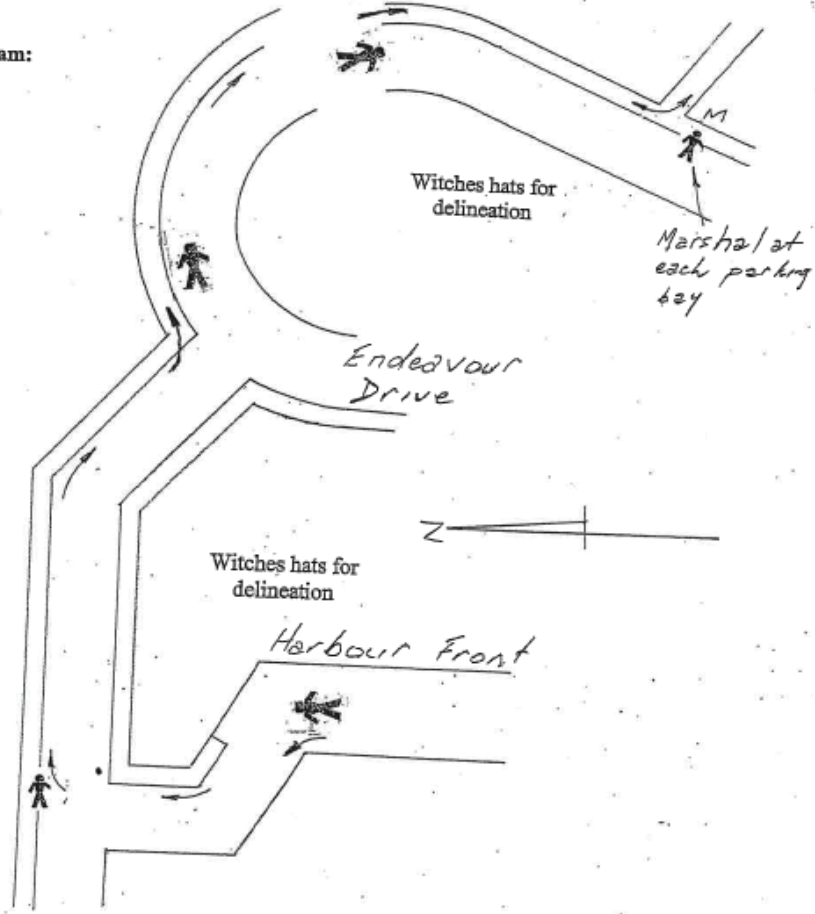 am:
M
Witches hats for
delineation
Marshal at
each parking
bay
Endeavour
Drive
N
Witches hats for
delineation
Harbour Front